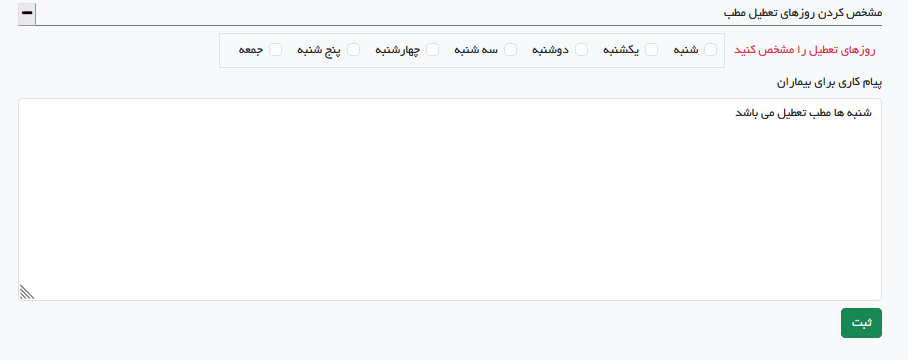 مشخص کردن روزهای تعطیل مطب
روزهای تعطیل را مشخص کنید شنبه یکشنبه دوشنبه سه شنبه چهارشنبه پنج شنبه جمعه
پیام کاری برای بیماران
شنبه ها مطب تعطیل می باشد
ثبت